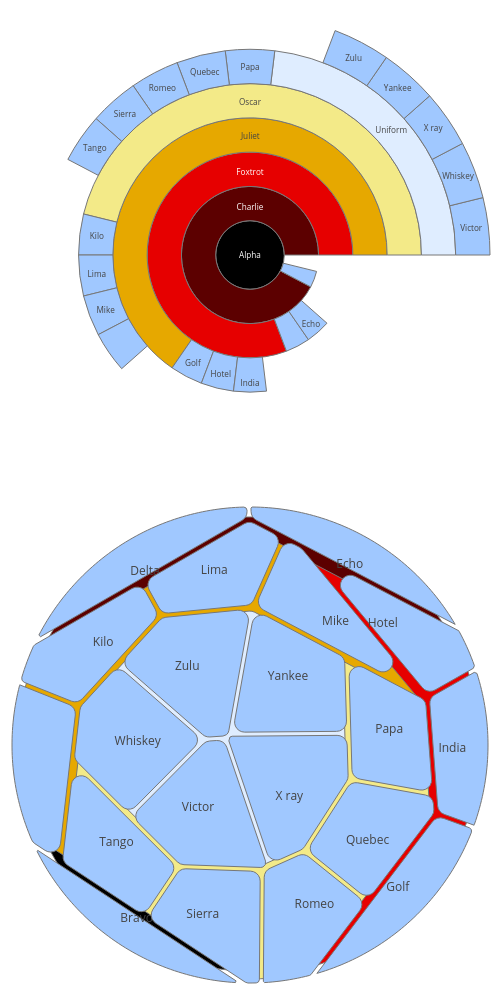 Zulu
Papa
Quebec
Yankee
Romeo
Oscar
Sierra
X ray
Uniform
Juliet
Tango
Foxtrot
Whiskey
Charlie
Victor
Kilo
Alpha
Lima
Mike
Echo
Golf
Hotel
India
Echo
Delta
Lima
Mike
Hotel
Kilo
Zulu
Yankee
Papa
Whiskey
India
X ray
Victor
Tango
Quebec
Golf
Romeo
Sierra
Bravo